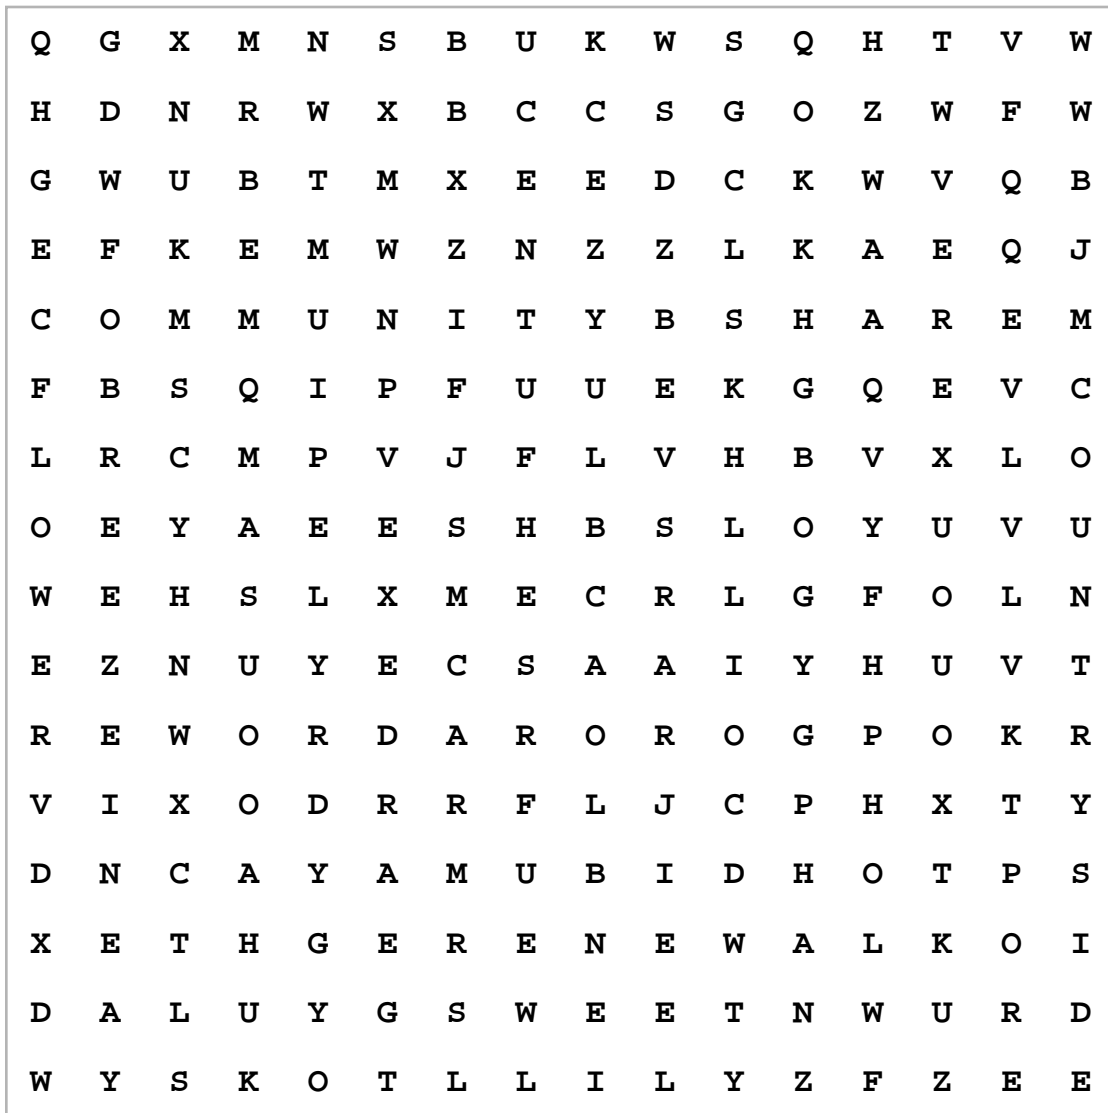 Q G X M N S B U K W S Q H T V W
H D N R W X B C C S G O Z W F W
G W U B T M X E E D C K W V Q B
E F K E M W Z N Z Z L K A E Q J
C O M M U N I T Y B S H A R E M
F B S Q I P F U U E K G Q E V C
L R C M P V J F L V H B V X L O
O E Y A E E S H B S L O Y U V U
W E H S L X M E C R L G F O L N
E Z N U Y E C S A A I Y H U V T
R E W O R D A R O R O G P O K R
V I X O D R R F L J C P H X T Y
D N C A Y A M U B I D H O T P S
X E T H G E R E N E W A L K O I
D A L U Y G S W E E T N W U R D
W Y S K O T L L I L Y Z F Z E E